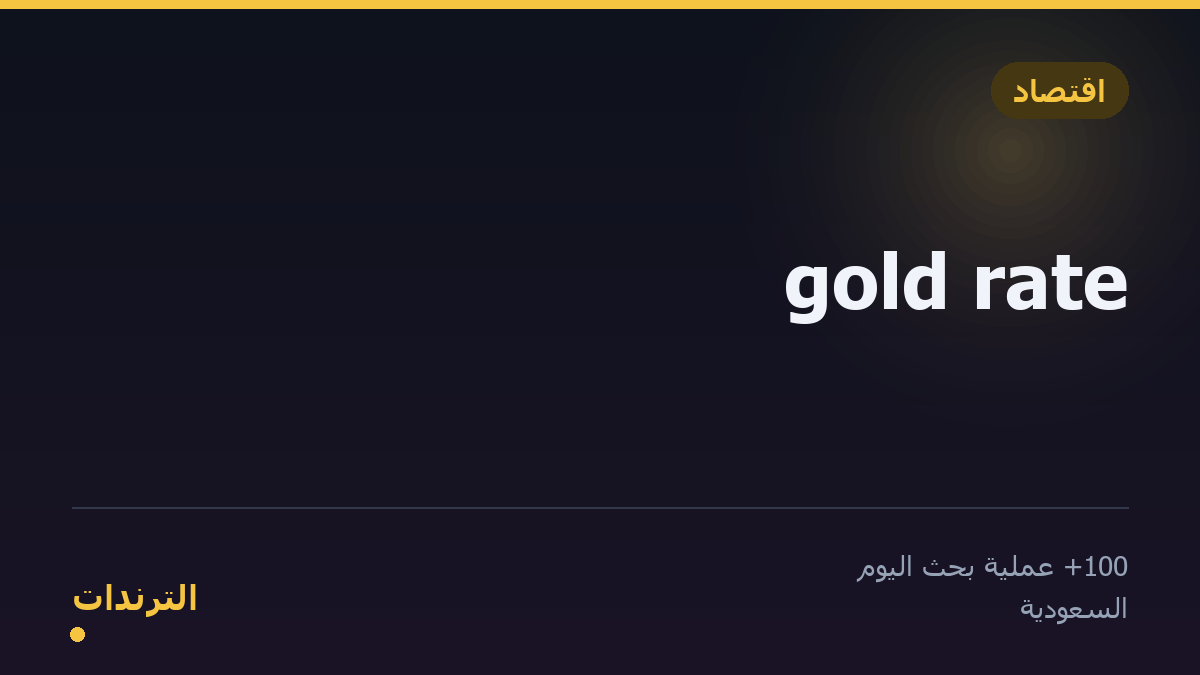 اقتصاد
gold rate
+100 عملية بحث اليوم
السعودية
الترندات